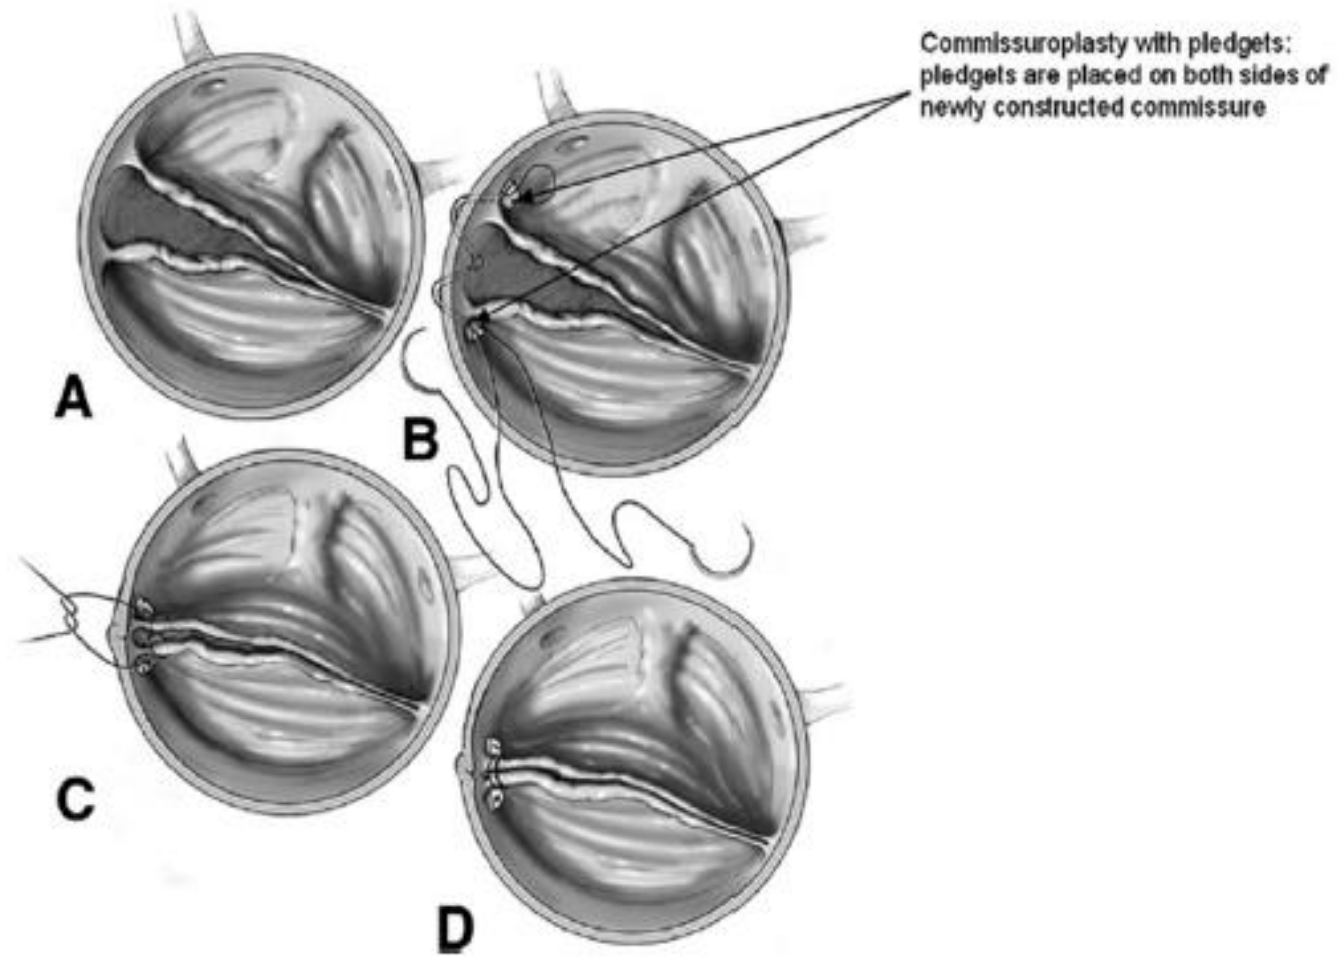 Commissuroplasty with pledgets:
pledgets are placed on both sides of
newly constructed commissure
A
B
C
D